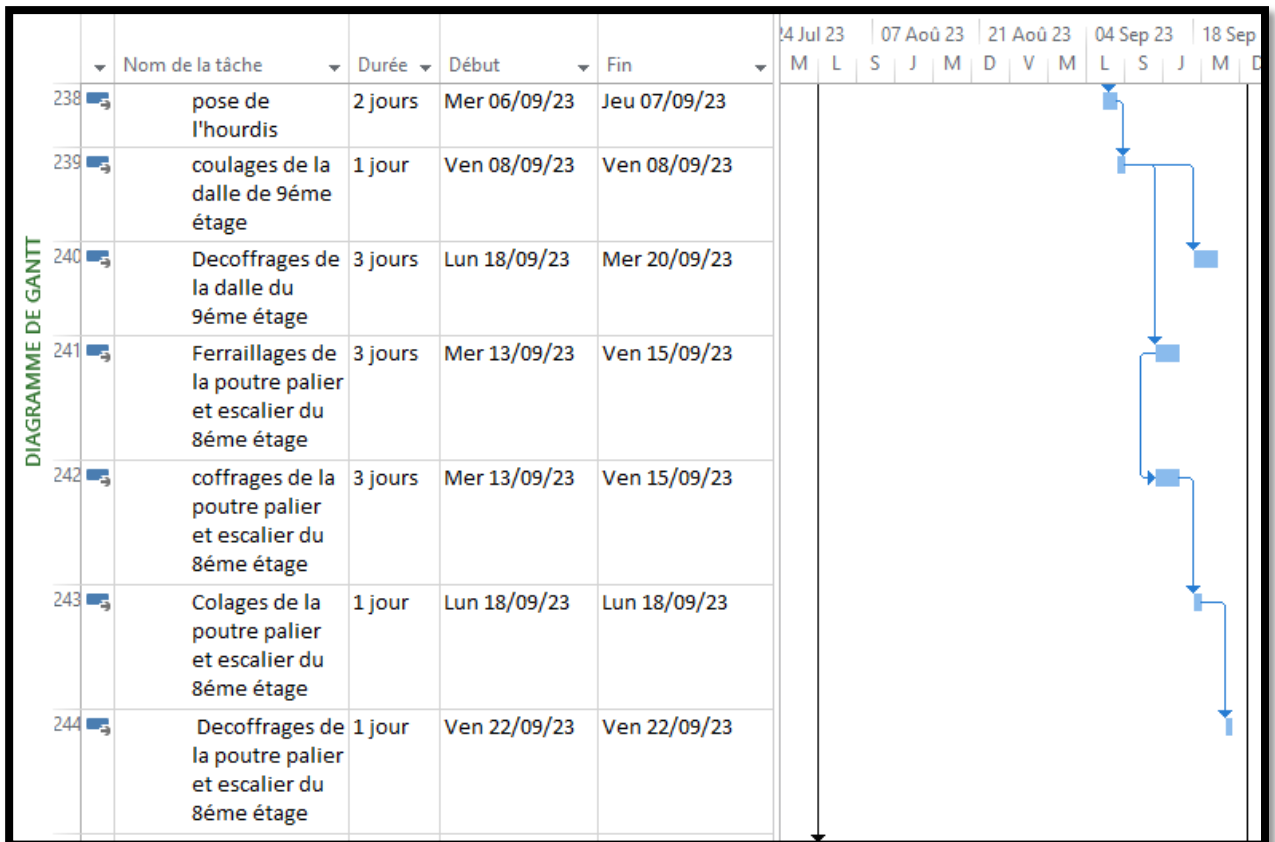 24 Jul 23 07 Aoû 23 21 Aoû 23 04 Sep 23 18 Sep
Nom de la tâche Durée Début Fin M L S J M D V M L S J M D
DIAGRAMME DE GANTT
238 pose de 2 jours Mer 06/09/23 Jeu 07/09/23
l'hourdis
239 coulages de la 1 jour Ven 08/09/23 Ven 08/09/23
dalle de 9éme
étage
240 Decoffrages de 3 jours Lun 18/09/23 Mer 20/09/23
la dalle du
9éme étage
241 Ferraillages de 3 jours Mer 13/09/23 Ven 15/09/23
la poutre palier
et escalier du
8éme étage
242 coffrages de la 3 jours Mer 13/09/23 Ven 15/09/23
poutre palier
et escalier du
8éme étage
243 Colages de la 1 jour Lun 18/09/23 Lun 18/09/23
poutre palier
et escalier du
8éme étage
244 Decoffrages de 1 jour Ven 22/09/23 Ven 22/09/23
la poutre palier
et escalier du
8éme étage